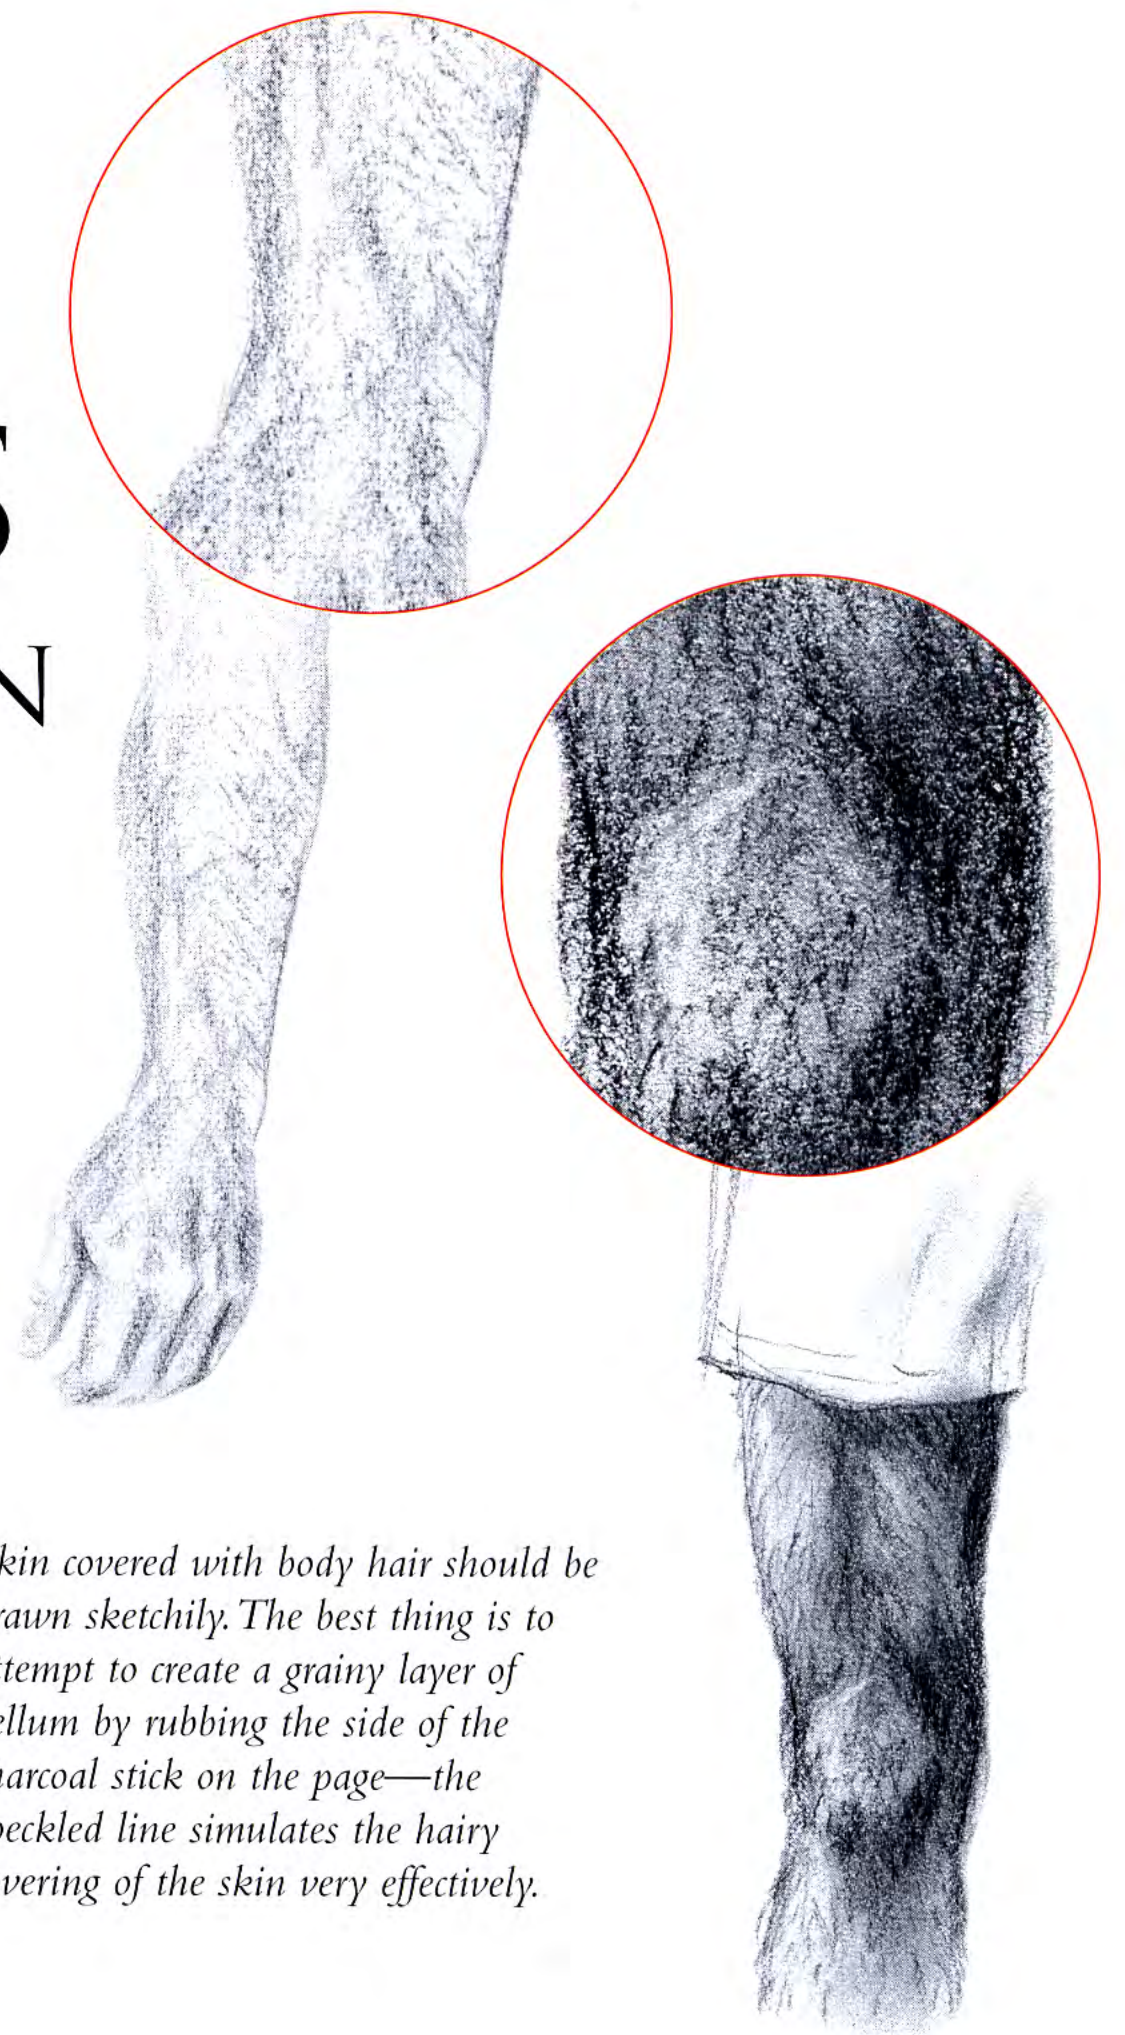 S
N
kin covered with body hair should be
rawn sketchily. The best thing is to
ttempt to create a grainy layer of
ellum by rubbing the side of the
harcoal stick on the page—the
peckled line simulates the hairy
vering of the skin very effectively.